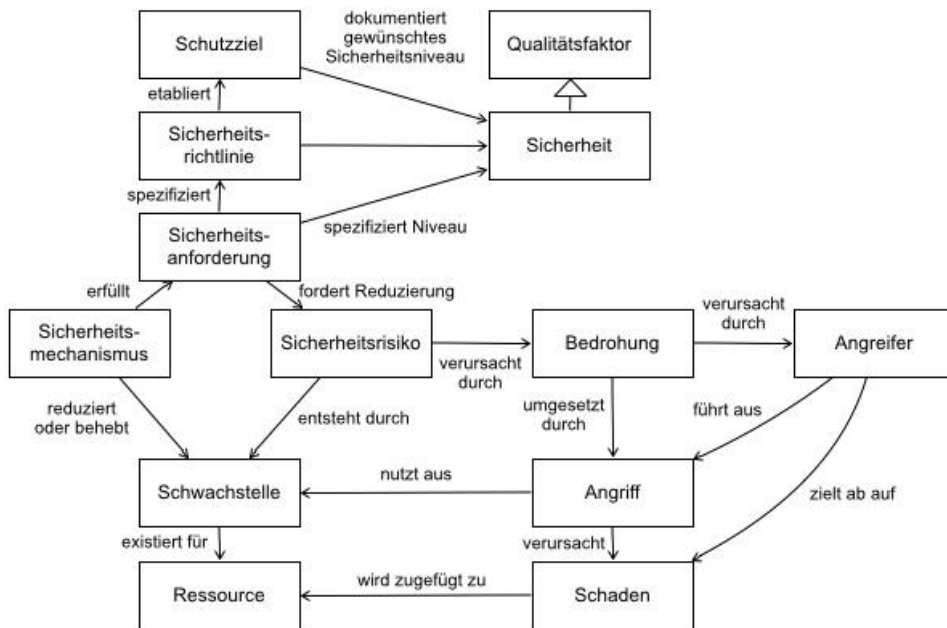 dokumentiert
gewünschtes
Sicherheitsniveau
Schutzziel
Qualitätsfaktor
etabliert
Sicherheits-
richtlinie
Sicherheit
spezifiziert
Sicherheits-
anforderung
spezifiziert Niveau
erfüllt
fordert Reduzierung
verursacht
durch
Sicherheits-
mechanismus
Sicherheitsrisiko
Bedrohung
Angreifer
verursacht
durch
reduziert
oder behebt
entsteht durch
umgesetzt
durch
führt aus
Schwachstelle
nutzt aus
Angriff
zielt ab auf
existiert für
verursacht
Ressource
wird zugefügt zu
Schaden